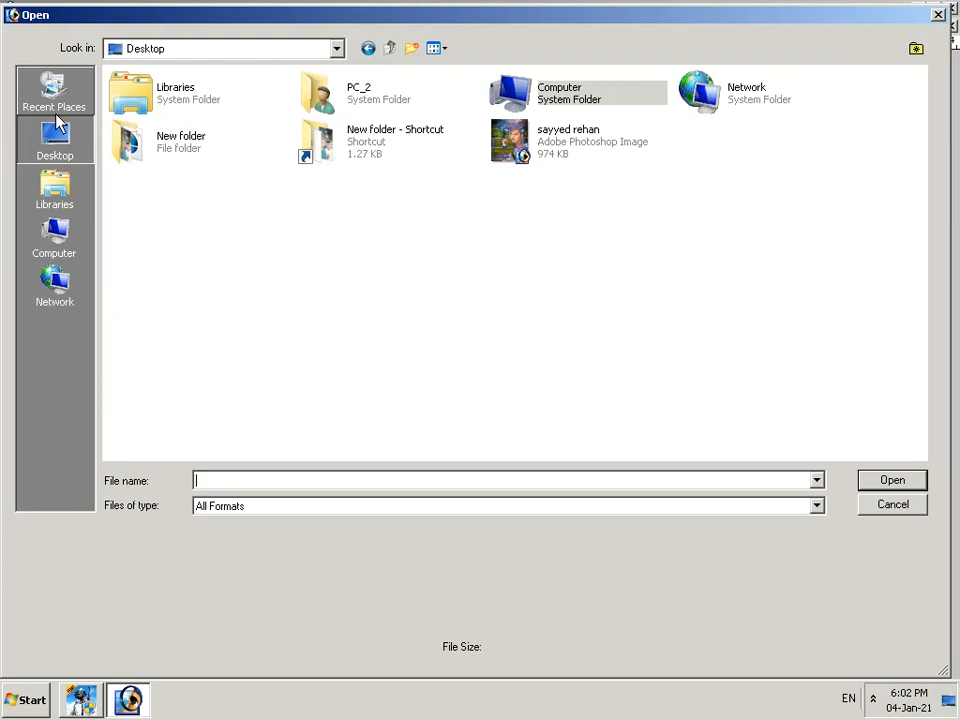 Open
Look in:
Desktop
Recent Places
Desktop
Libraries
Computer
Network
Libraries
System Folder
PC_2
System Folder
Computer
System Folder
Network
System Folder
New folder
File folder
New folder - Shortcut
Shortcut
1.27 KB
sayyed rehan
Adobe Photoshop Image
974 KB
File name:
Open
Files of type:
All Formats
Cancel
File Size:
Start
EN
6:02 PM
04-Jan-21